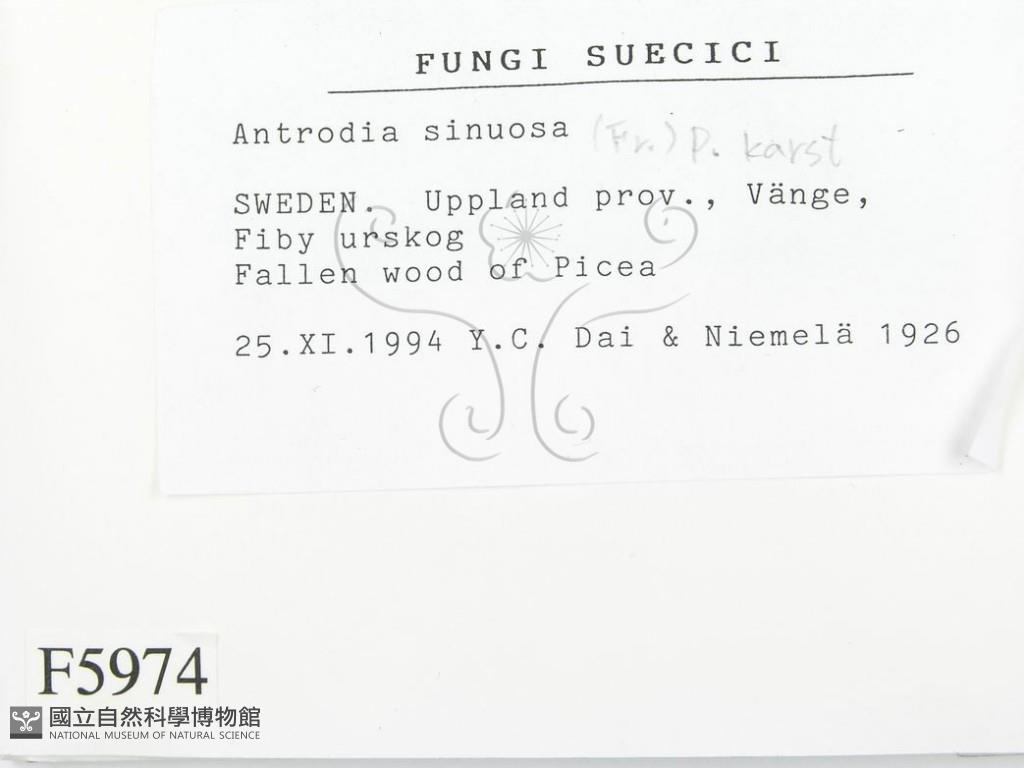 FUNGI SUECICI
Antrodia sinuosa (Fr.) P. karst
SWEDEN. Uppland prov., Vänge,
Fiby urskog
Fallen wood of Picea
25.XI.1994 Y.C. Dai & Niemelä 1926
F5974
國立自然科學博物館
NATIONAL MUSEUM OF NATURAL SCIENCE